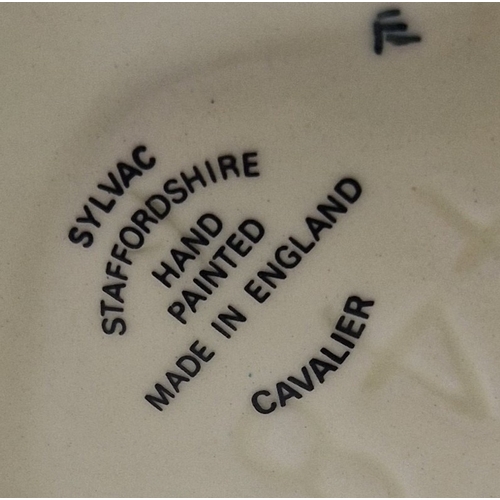 SYLVAC
STAFFORDSHIRE
HAND
PAINTED
MADE IN ENGLAND
CAVALIER